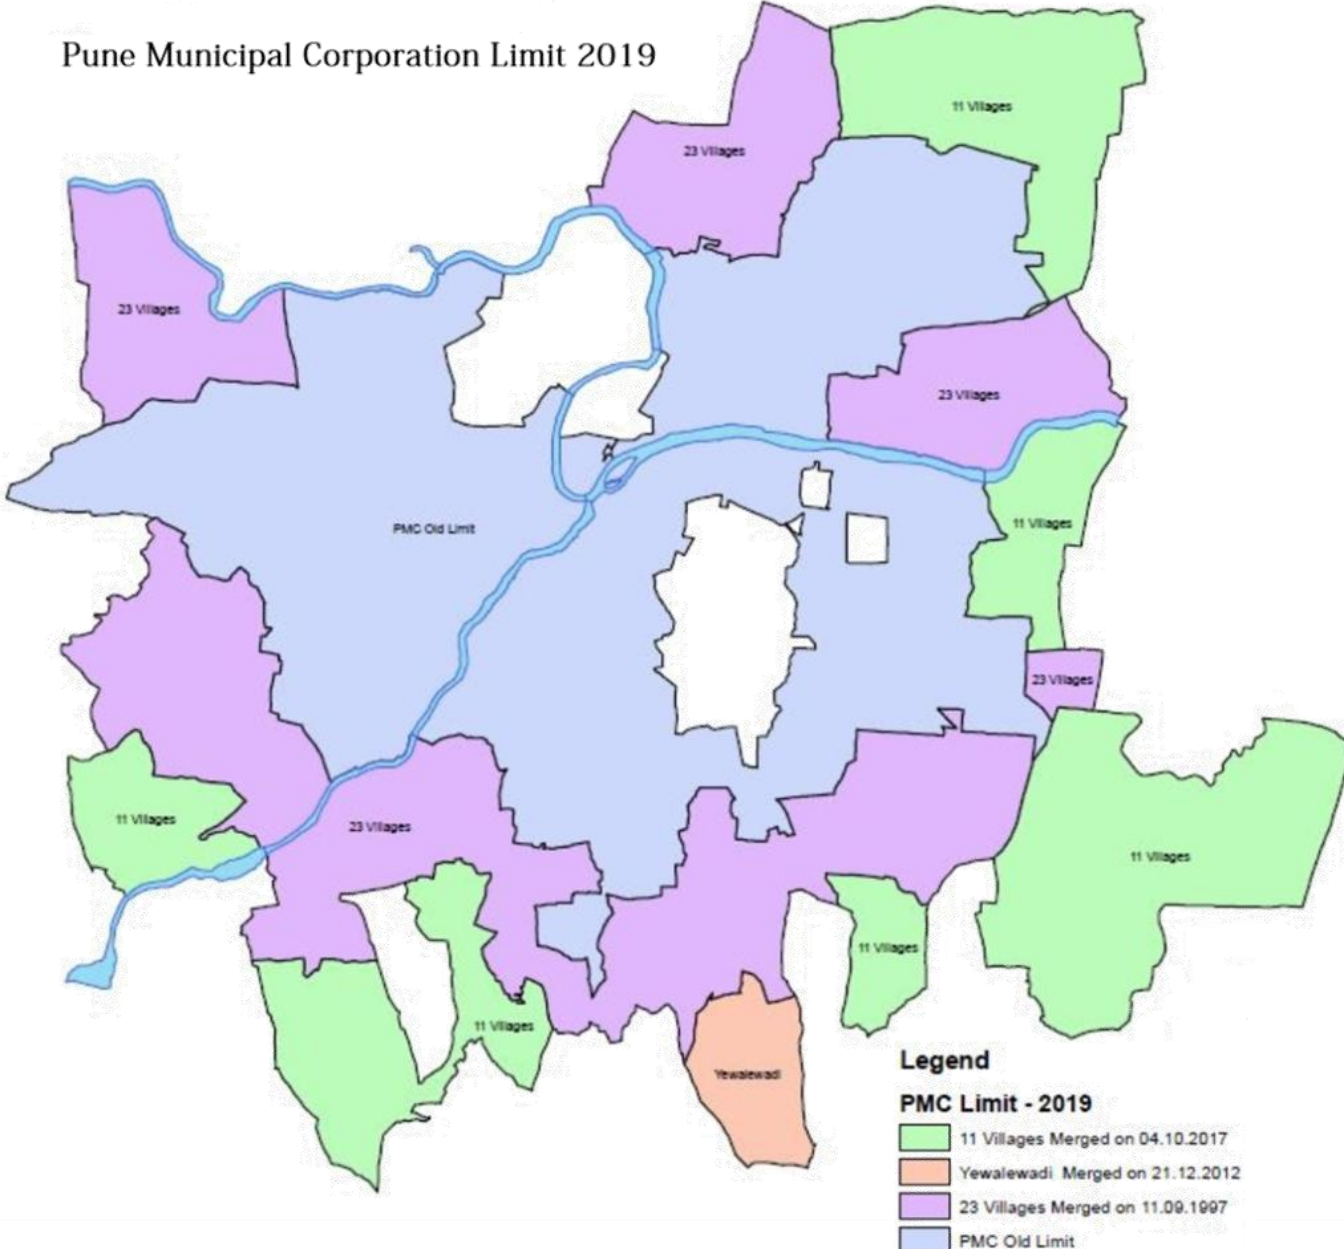 Pune Municipal Corporation Limit 2019
11 Villages
23 Villages
23 Villages
23 Villages
11 Villages
PMC Old Limit
23 Villages
11 Villages
23 Villages
11 Villages
11 Villages
11 Villages
Yewalewadi
Legend
PMC Limit - 2019
11 Villages Merged on 04.10.2017
Yewalewadi Merged on 21.12.2012
23 Villages Merged on 11.09.1997
PMC Old Limit